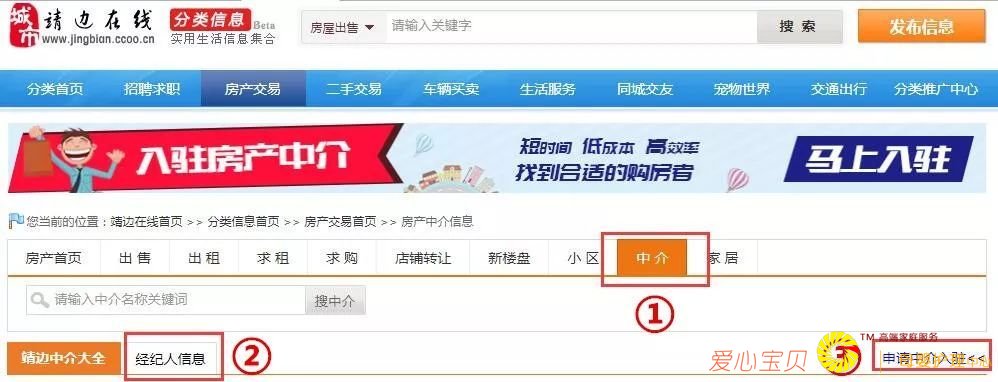 城市
靖边在线
www.jingbian.ccoo.cn
分类信息
Beta
实用生活信息集合
房屋出售
请输入关键字
搜 索
发布信息
分类首页 招聘求职 房产交易 二手交易 车辆买卖 生活服务 同城交友 宠物世界 交通出行 分类推广中心
入驻房产中介
短时间 低成本 高效率
找到合适的购房者
马上入驻
您当前的位置：靖边在线首页 >> 分类信息首页 >> 房产交易首页 >> 房产中介信息
房产首页 出 售 出 租 求 租 求 购 店铺转让 新楼盘 小 区 中 介 家 居
请输入中介名称关键词
搜中介
①
靖边中介大全
经纪人信息
②
爱心宝贝
TM 高端家庭服务
申请中介入驻<<